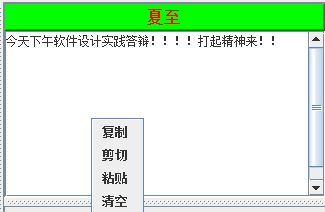 夏至
今天下午软件设计实践答辩！！！！打起精神来！！
复制
剪切
粘贴
清空